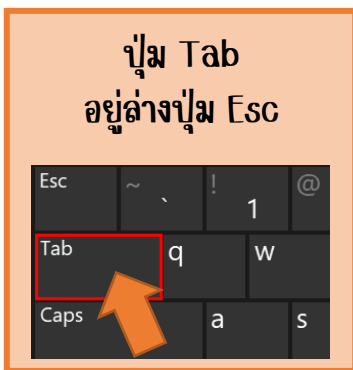 ปุ่ม Tab
อยู่ล่างปุ่ม Esc
Esc ~ ` ! 1 @
Tab q w
Caps a s